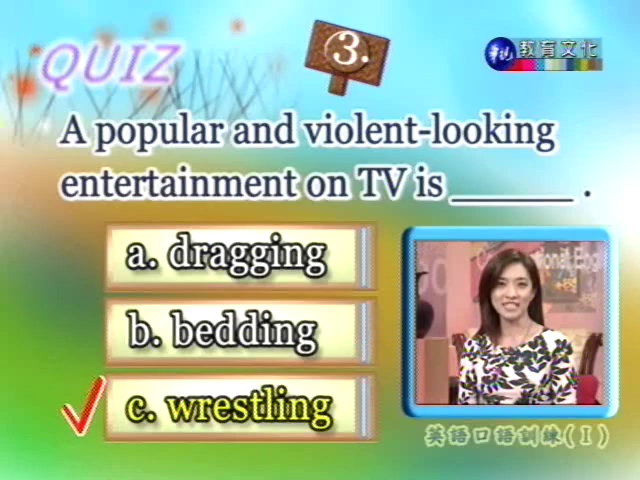 QUIZ
3.
華視 教育文化
A popular and violent-looking
entertainment on TV is ______ .
a. dragging
b. bedding
c. wrestling
英語口語訓練(I)